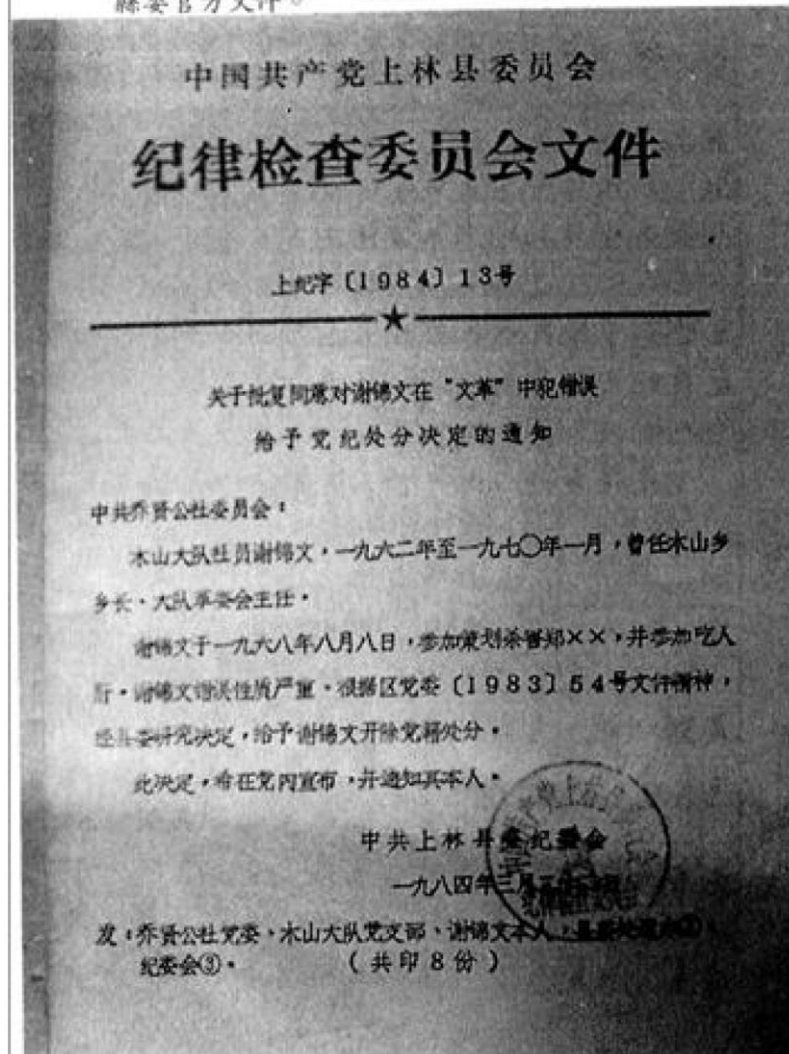 縣委官方文件。
中国共产党上林县委员会
纪律检查委员会文件
上纪字〔1984〕13号
关于批复同意对谢锦文在“文革”中犯错误
给予党纪处分决定的通知
中共乔贤公社委员会：
木山大队社员谢锦文，一九六二年至一九七〇年一月，曾任木山乡
乡长、大队革委会主任。
谢锦文于一九六八年八月八日，参加策划杀害郑××，并参加吃人
肝。谢锦文错误性质严重。根据区党委〔1983〕54号文件精神，
经县委研究决定，给予谢锦文开除党籍处分。
此决定，希在党内宣布，并通知其本人。
中共上林县委纪委会
一九八四年三月
纪律检查委员会
发：乔贤公社党委、木山大队党支部、谢锦文本人，
纪委会③。（共印8份）